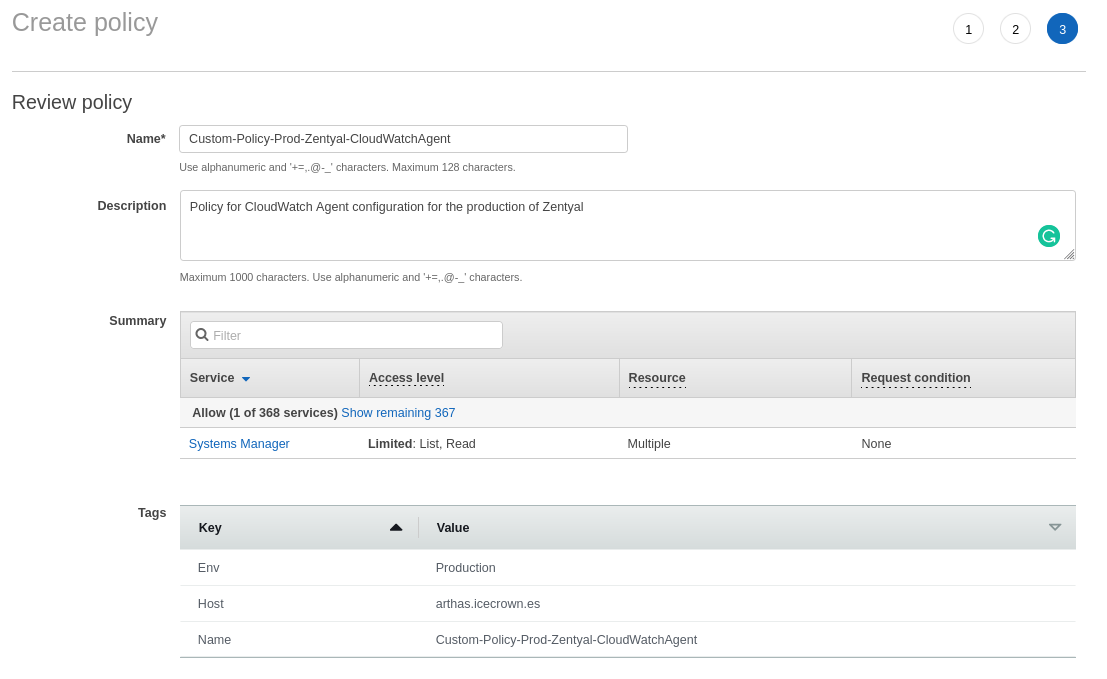 Create policy
1 2 3
Review policy
Name* Custom-Policy-Prod-Zentyal-CloudWatchAgent
Use alphanumeric and '+=,.@-_' characters. Maximum 128 characters.
Description Policy for CloudWatch Agent configuration for the production of Zentyal
Maximum 1000 characters. Use alphanumeric and '+=,.@-_' characters.
Summary Filter
Service Access level Resource Request condition
Allow (1 of 368 services) Show remaining 367
Systems Manager Limited: List, Read Multiple None
Tags Key Value
Env Production
Host arthas.icecrown.es
Name Custom-Policy-Prod-Zentyal-CloudWatchAgent